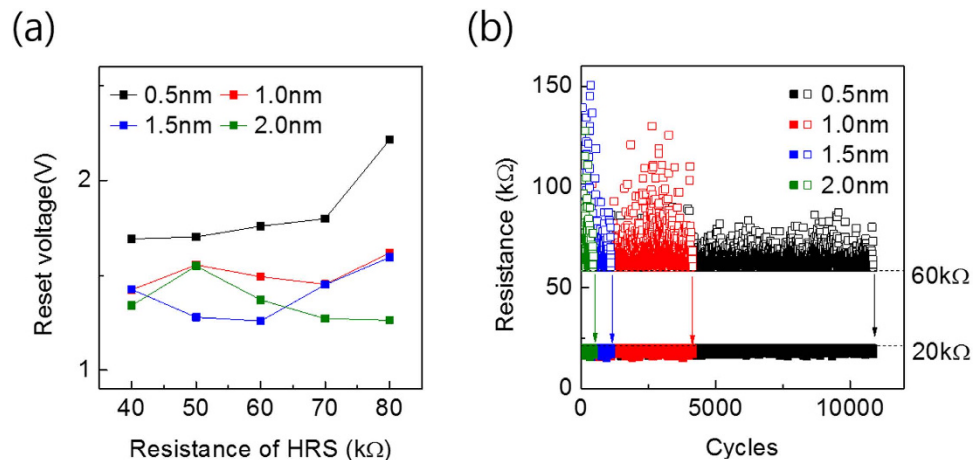 (a)
0.5nm 1.0nm
1.5nm 2.0nm
2
1
Reset voltage(V)
40 50 60 70 80
Resistance of HRS (kΩ)
(b)
150
100
50
0
Resistance (kΩ)
0.5nm
1.0nm
1.5nm
2.0nm
60kΩ
20kΩ
0 5000 10000
Cycles